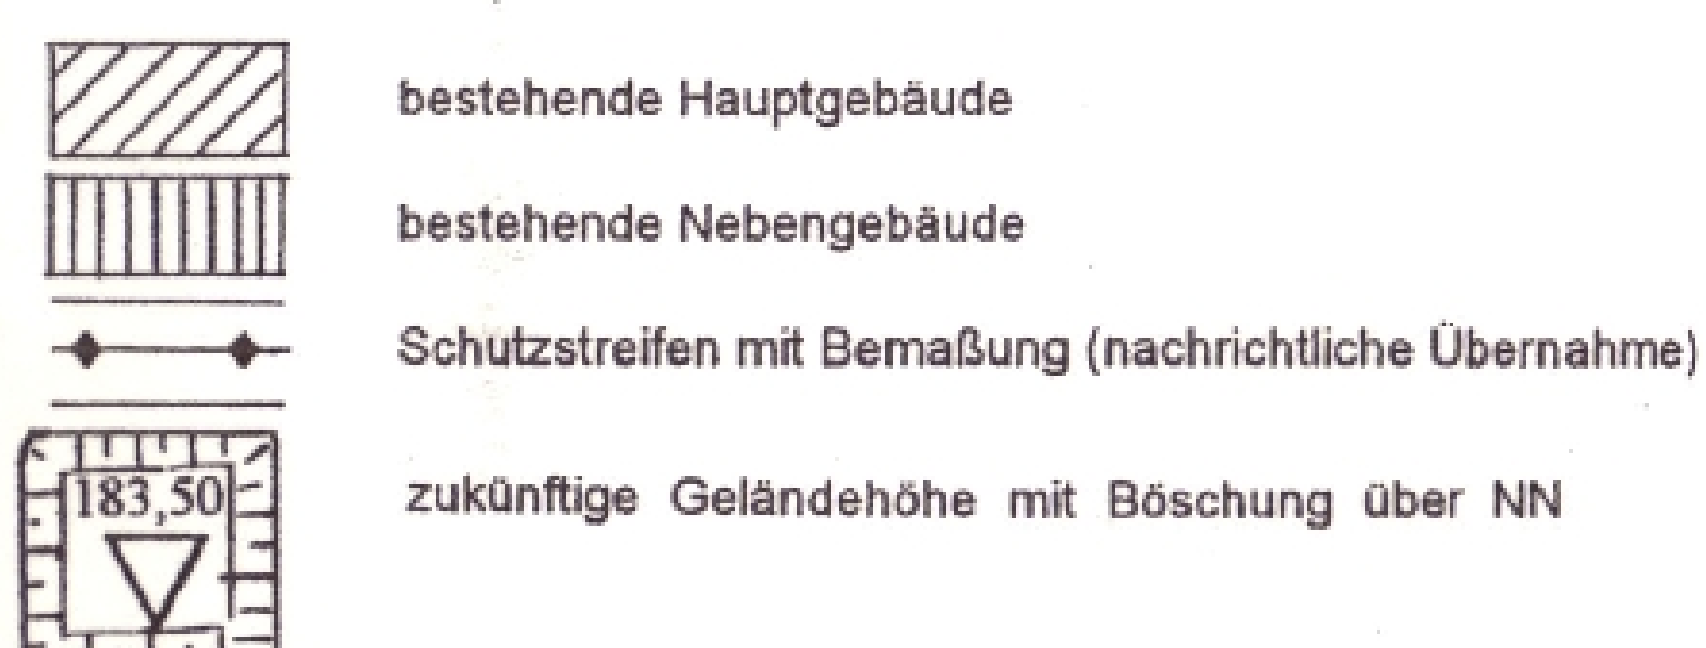 bestehende Hauptgebäude
bestehende Nebengebäude
Schutzstreifen mit Bemaßung (nachrichtliche Übernahme)
183,50
zukünftige Geländehöhe mit Böschung über NN